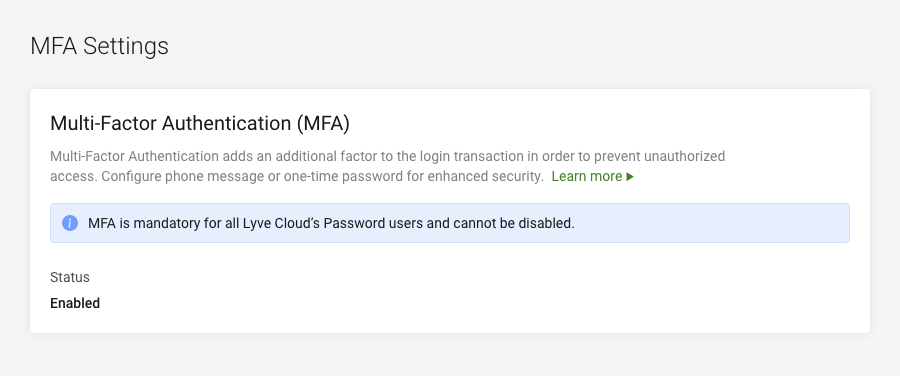 MFA Settings
Multi-Factor Authentication (MFA)
Multi-Factor Authentication adds an additional factor to the login transaction in order to prevent unauthorized
access. Configure phone message or one-time password for enhanced security. Learn more
MFA is mandatory for all Lyve Cloud’s Password users and cannot be disabled.
Status
Enabled